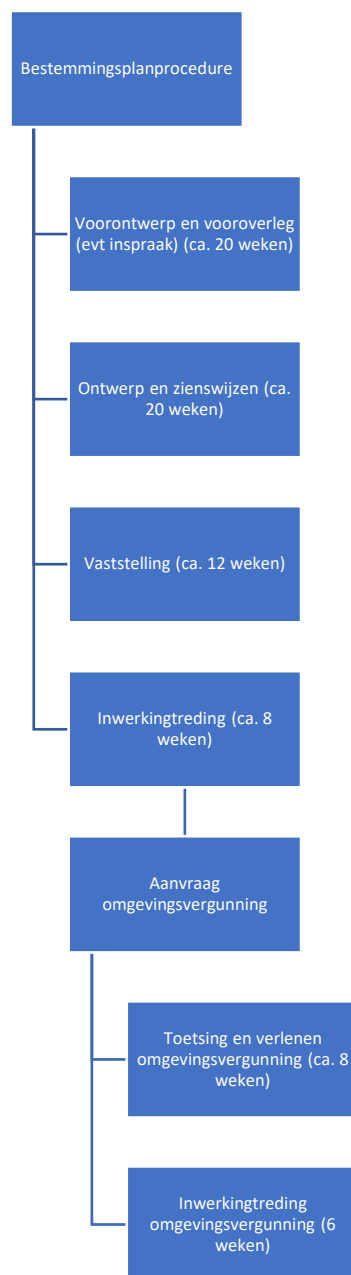 Bestemmingsplanprocedure
Voorontwerp en vooroverleg
(evt inspraak) (ca. 20 weken)
Ontwerp en zienswijzen (ca.
20 weken)
Vaststelling (ca. 12 weken)
Inwerkingtreding (ca. 8
weken)
Aanvraag
omgevingsvergunning
Toetsing en verlenen
omgevingsvergunning (ca. 8
weken)
Inwerkingtreding
omgevingsvergunning (6
weken)